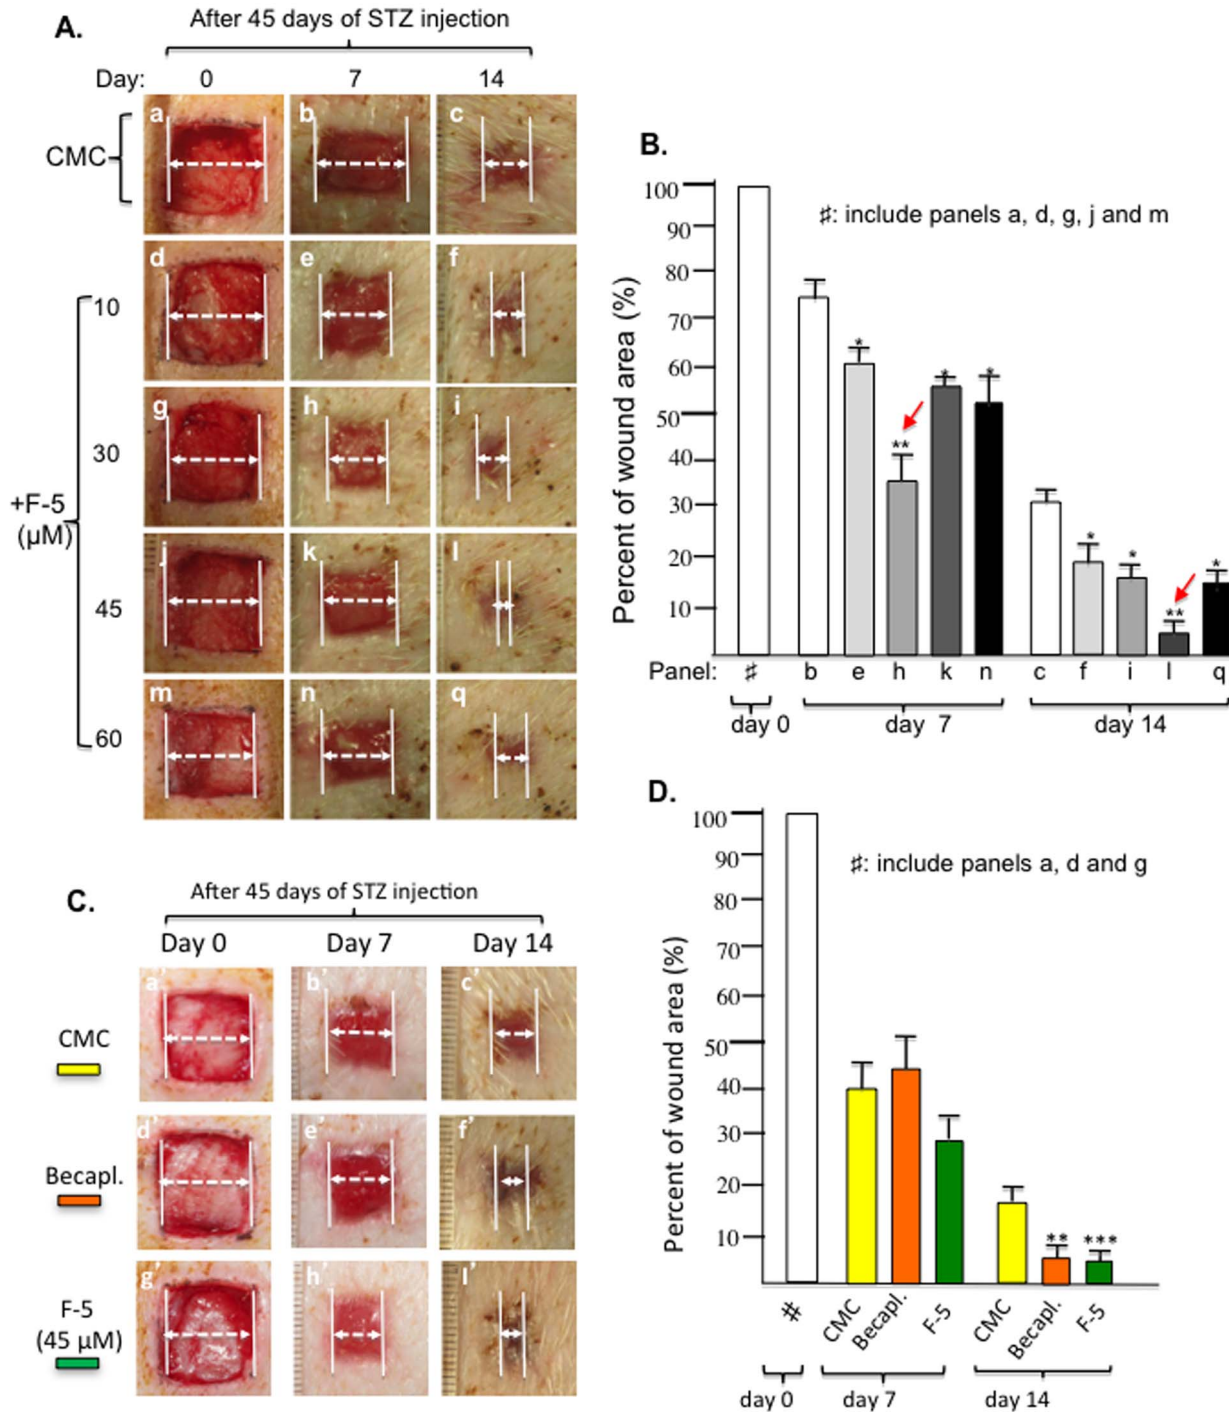 A.
After 45 days of STZ injection
Day: 0 7 14
a b c
CMC
d e f
10
g h i
30
+F-5
(µM)
j k l
45
m n q
60
B.
♯: include panels a, d, g, j and m
Percent of wound area (%)
100
90
80
70
60
50
40
30
20
10
* ** * * * * ** *
Panel: ♯ b e h k n c f i l q
day 0 day 7 day 14
C.
After 45 days of STZ injection
Day 0 Day 7 Day 14
a' b' c'
CMC
d' e' f'
Becapl.
g' h' I'
F-5
(45 µM)
D.
♯: include panels a, d and g
Percent of wound area (%)
100
90
80
70
60
50
40
30
20
10
** ***
# CMC Becapl. F-5 CMC Becapl. F-5
day 0 day 7 day 14